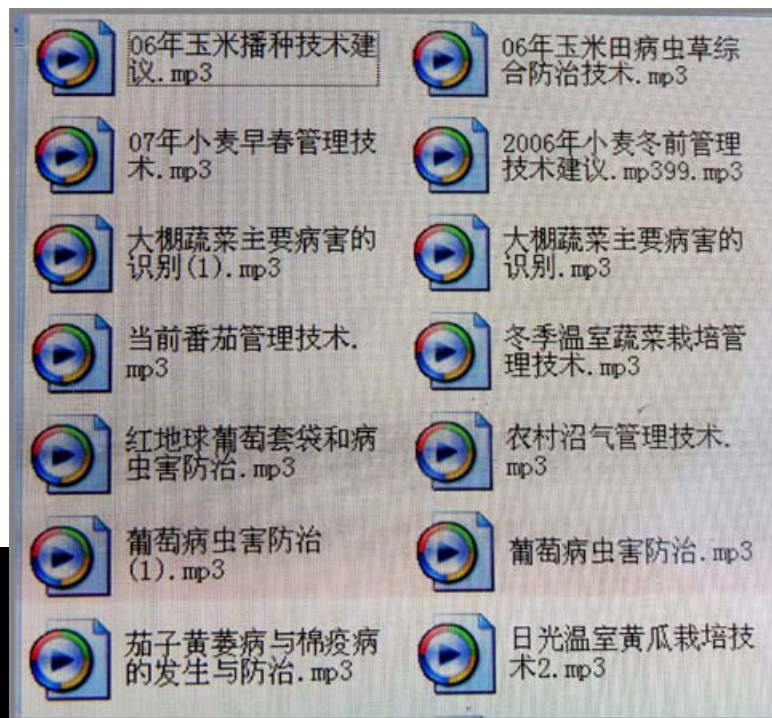 06年玉米播种技术建
议.mp3
06年玉米田病虫草综
合防治技术.mp3
07年小麦早春管理技
术.mp3
2006年小麦冬前管理
技术建议.mp399.mp3
大棚蔬菜主要病害的
识别(1).mp3
大棚蔬菜主要病害的
识别.mp3
当前番茄管理技术.
mp3
冬季温室蔬菜栽培管
理技术.mp3
红地球葡萄套袋和病
虫害防治.mp3
农村沼气管理技术.
mp3
葡萄病虫害防治
(1).mp3
葡萄病虫害防治.mp3
茄子黄萎病与棉疫病
的发生与防治.mp3
日光温室黄瓜栽培技
术2.mp3